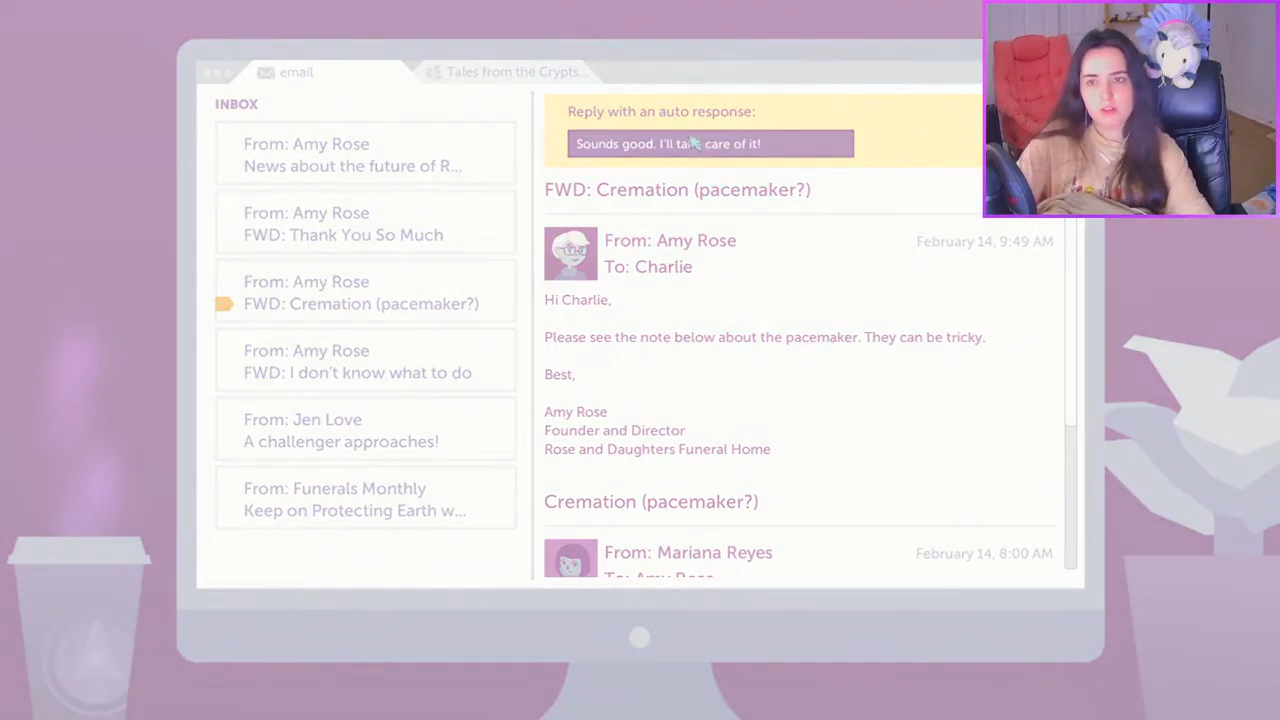 email
Tales from the Crypts...
INBOX
From: Amy Rose
News about the future of R...
From: Amy Rose
FWD: Thank You So Much
From: Amy Rose
FWD: Cremation (pacemaker?)
From: Amy Rose
FWD: I don't know what to do
From: Jen Love
A challenger approaches!
From: Funerals Monthly
Keep on Protecting Earth w...
Reply with an auto response:
Sounds good. I'll take care of it!
FWD: Cremation (pacemaker?)
From: Amy Rose
February 14, 9:49 AM
To: Charlie
Hi Charlie,
Please see the note below about the pacemaker. They can be tricky.
Best,
Amy Rose
Founder and Director
Rose and Daughters Funeral Home
Cremation (pacemaker?)
From: Mariana Reyes
February 14, 8:00 AM
To: Amy Rose